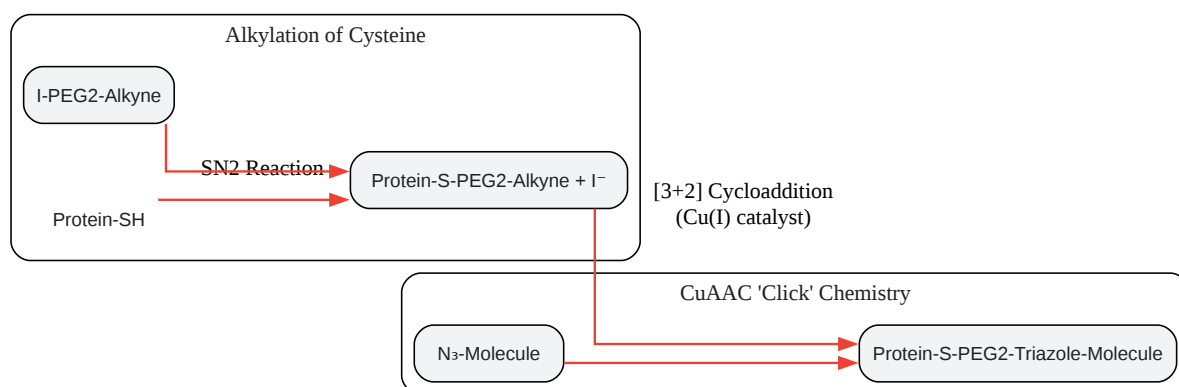 Alkylation of Cysteine
I-PEG2-Alkyne
SN2 Reaction
Protein-S-PEG2-Alkyne + I⁻
Protein-SH
[3+2] Cycloaddition
(Cu(I) catalyst)
CuAAC 'Click' Chemistry
N₃-Molecule
Protein-S-PEG2-Triazole-Molecule